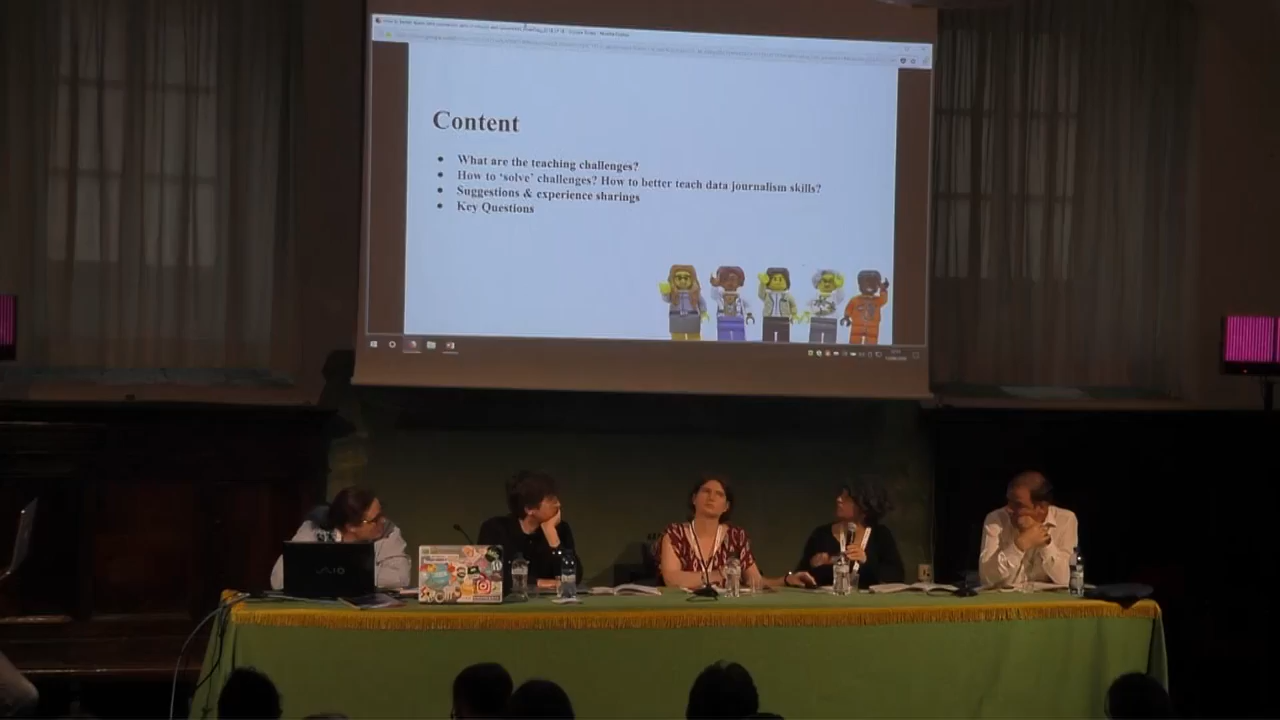 Content
• What are the teaching challenges?
• How to ‘solve’ challenges? How to better teach data journalism skills?
• Suggestions & experience sharings
• Key Questions
VAIO